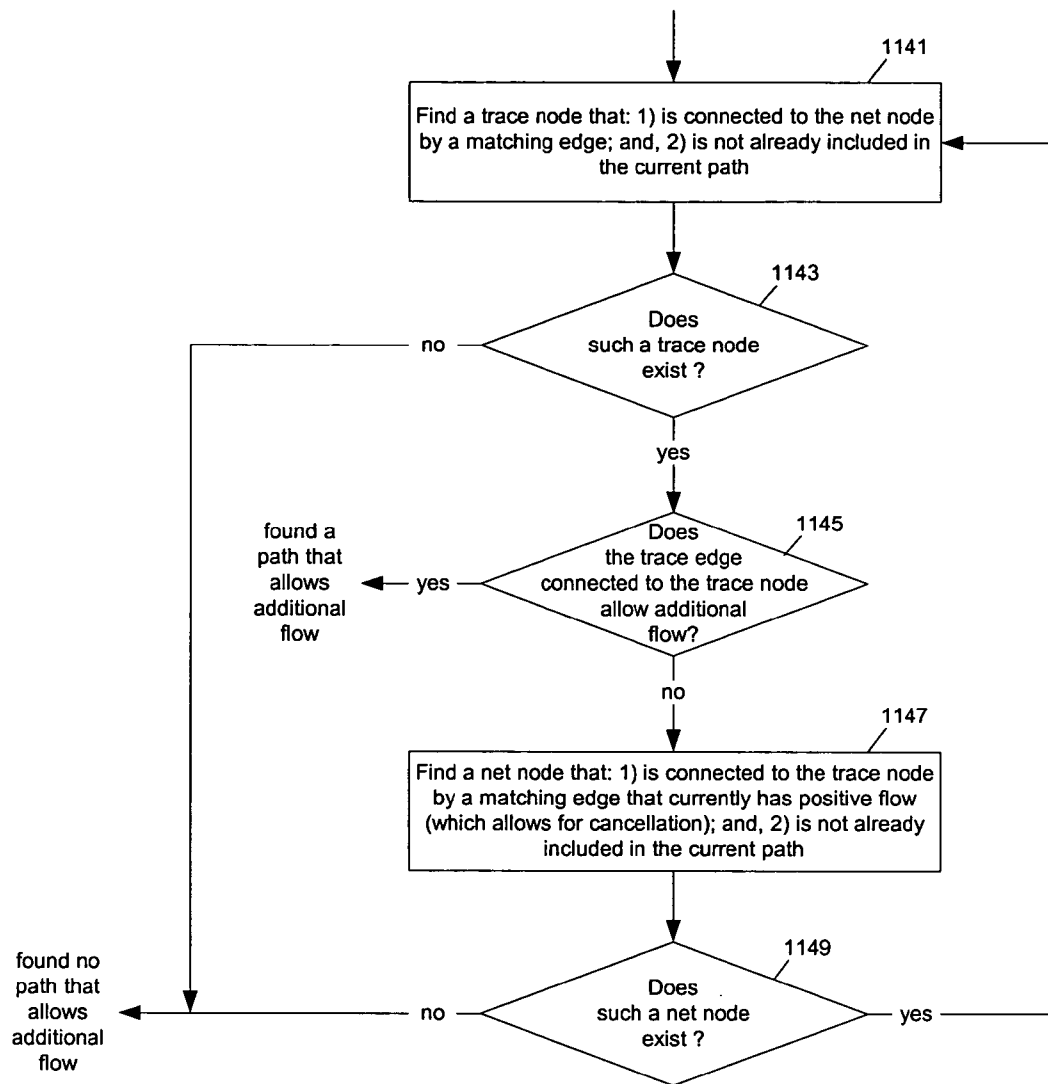 1141
Find a trace node that: 1) is connected to the net node
by a matching edge; and, 2) is not already included in
the current path
1143
Does
such a trace node
exist ?
no
yes
1145
Does
the trace edge
connected to the trace node
allow additional
flow?
yes
found a
path that
allows
additional
flow
no
1147
Find a net node that: 1) is connected to the trace node
by a matching edge that currently has positive flow
(which allows for cancellation); and, 2) is not already
included in the current path
1149
Does
such a net node
exist ?
no
yes
found no
path that
allows
additional
flow